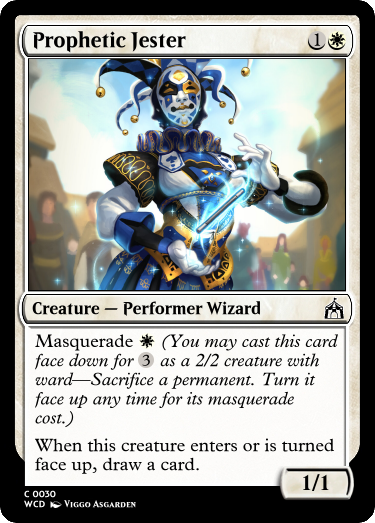 Prophetic Jester 1
Creature — Performer Wizard
Masquerade (You may cast this card
face down for 3 as a 2/2 creature with
ward—Sacrifice a permanent. Turn it
face up any time for its masquerade
cost.)
When this creature enters or is turned
face up, draw a card.
1/1
C 0030
WCD Viggo Asgarden